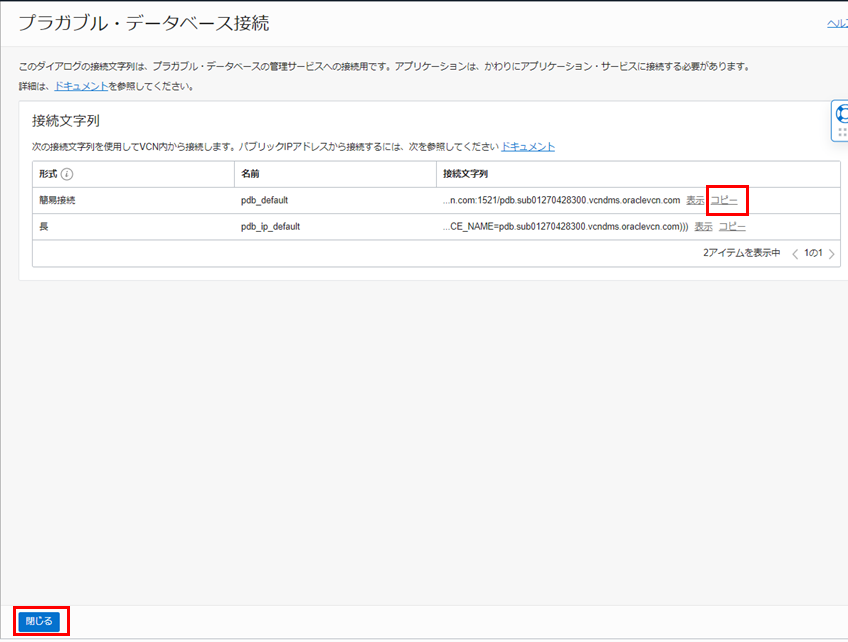 プラガブル・データベース接続
ヘル
このダイアログの接続文字列は、プラガブル・データベースの管理サービスへの接続用です。アプリケーションは、かわりにアプリケーション・サービスに接続する必要があります。
詳細は、ドキュメントを参照してください。
接続文字列
次の接続文字列を使用してVCN内から接続します。パブリックIPアドレスから接続するには、次を参照してください ドキュメント
形式 名前 接続文字列
簡易接続 pdb_default ...n.com:1521/pdb.sub01270428300.vcndms.oraclevcn.com 表示 コピー
長 pdb_ip_default ...CE_NAME=pdb.sub01270428300.vcndms.oraclevcn.com))) 表示 コピー
2アイテムを表示中 1の1
閉じる